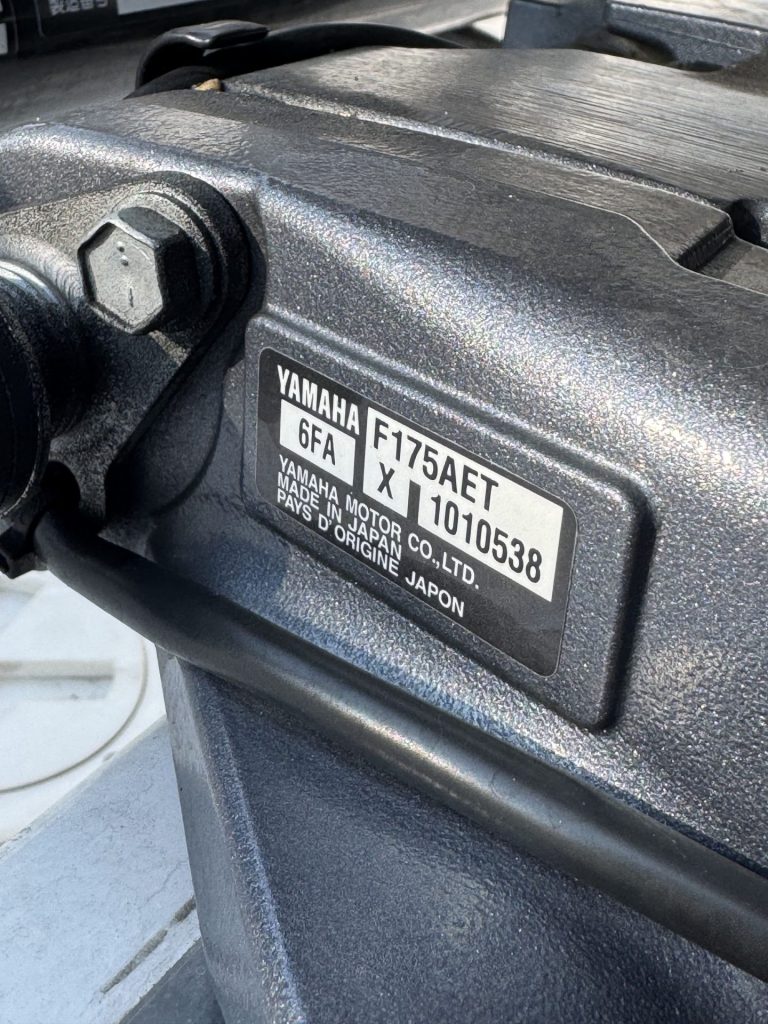 YAMAHA
F175AET
6FA
X
1010538
YAMAHA MOTOR CO.,LTD.
MADE IN JAPAN
PAYS D'ORIGINE JAPON